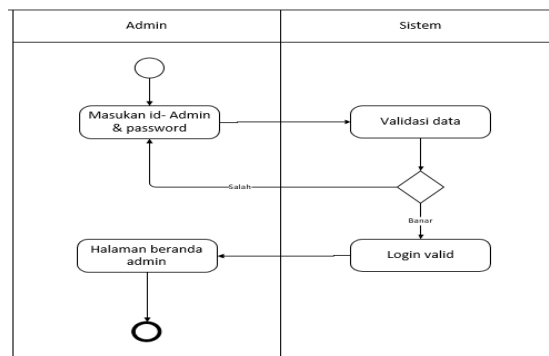 Admin
Sistem
Masukan id- Admin
& password
Validasi data
Salah
Banar
Halaman beranda
admin
Login valid